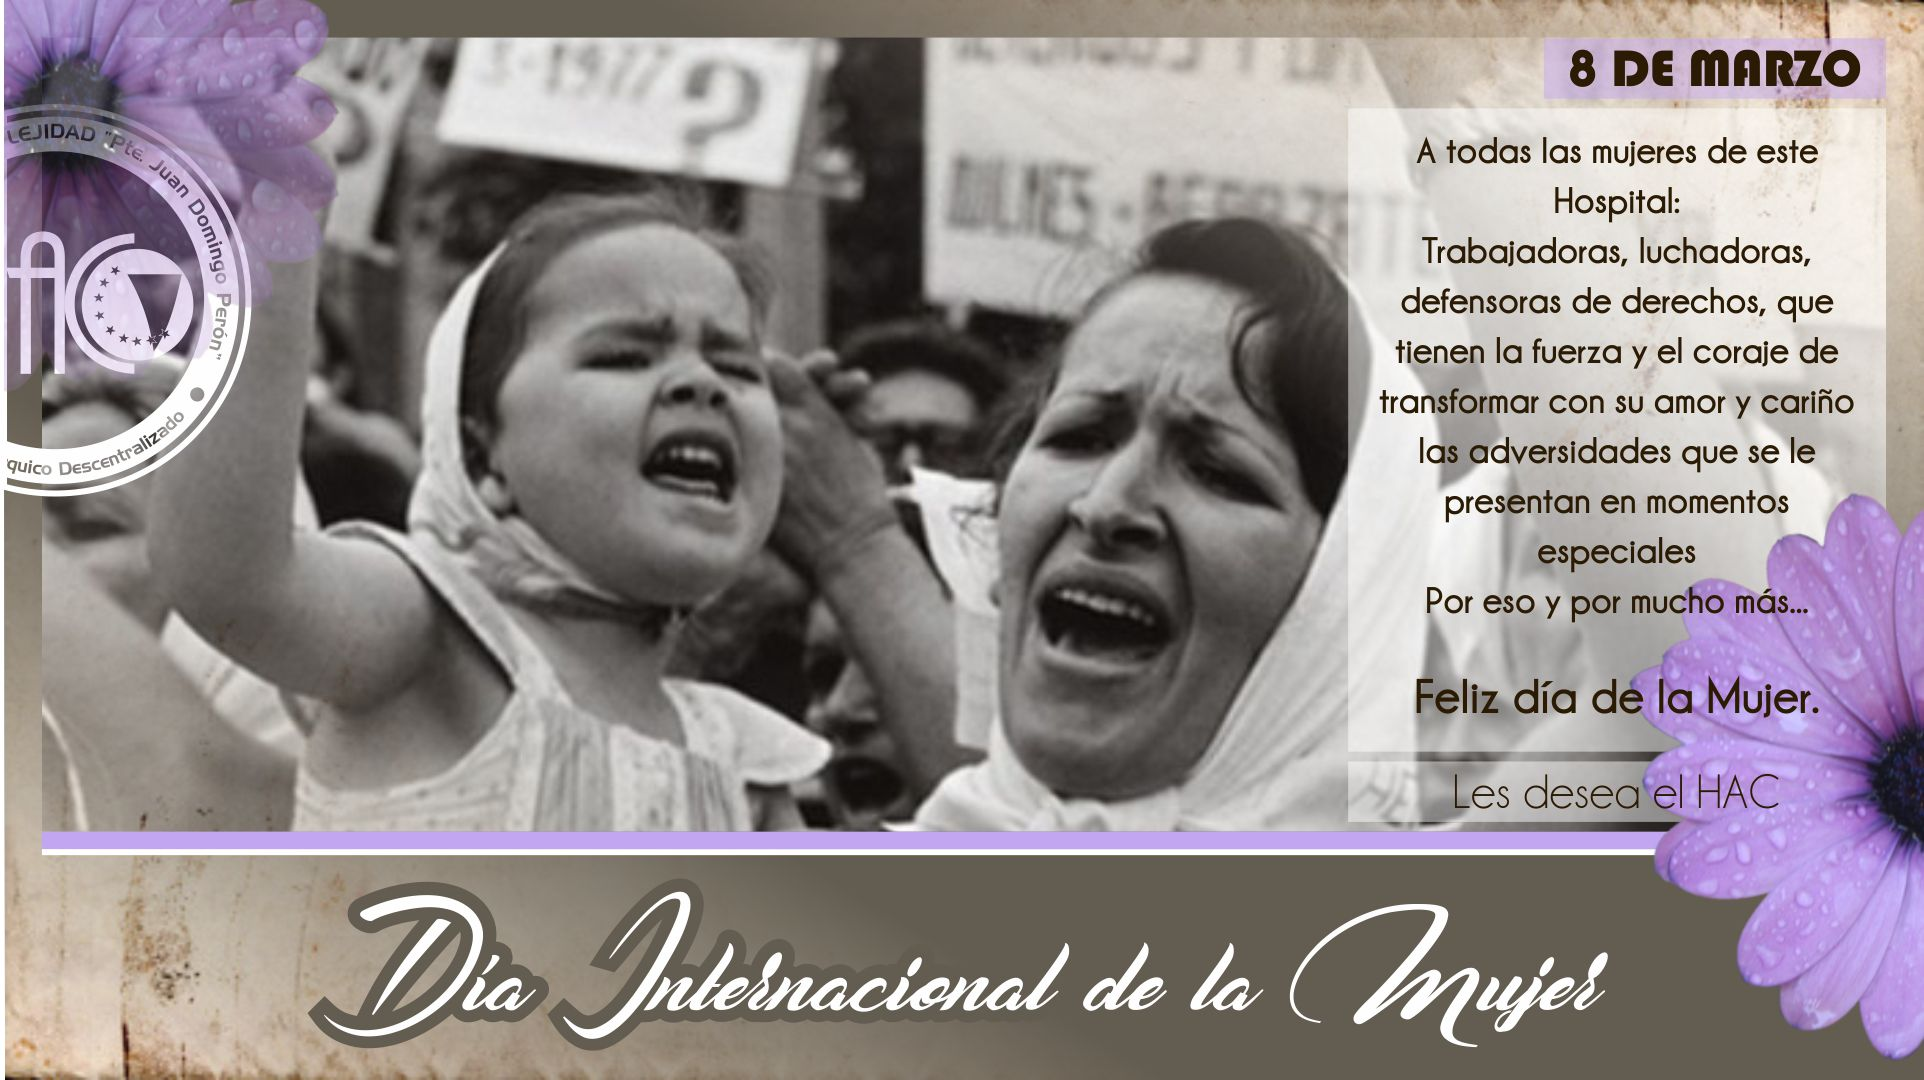 8 DE MARZO
A todas las mujeres de este
Hospital:
Trabajadoras, luchadoras,
defensoras de derechos, que
tienen la fuerza y el coraje de
transformar con su amor y cariño
las adversidades que se le
presentan en momentos
especiales
Por eso y por mucho más...
Feliz día de la Mujer.
Les desea el HAC
LEJIDAD "Pte. Juan Domingo Perón"
quico Descentralizado
1977 ?
Día Internacional de la Mujer